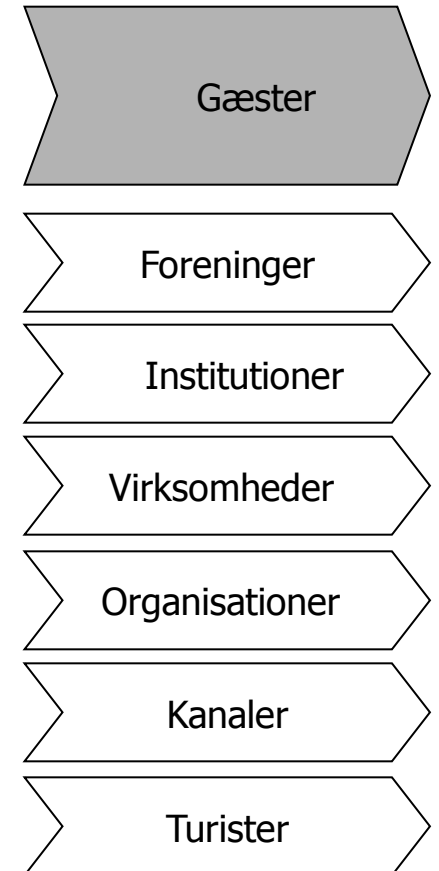 Gæster
Foreninger
Institutioner
Virksomheder
Organisationer
Kanaler
Turister